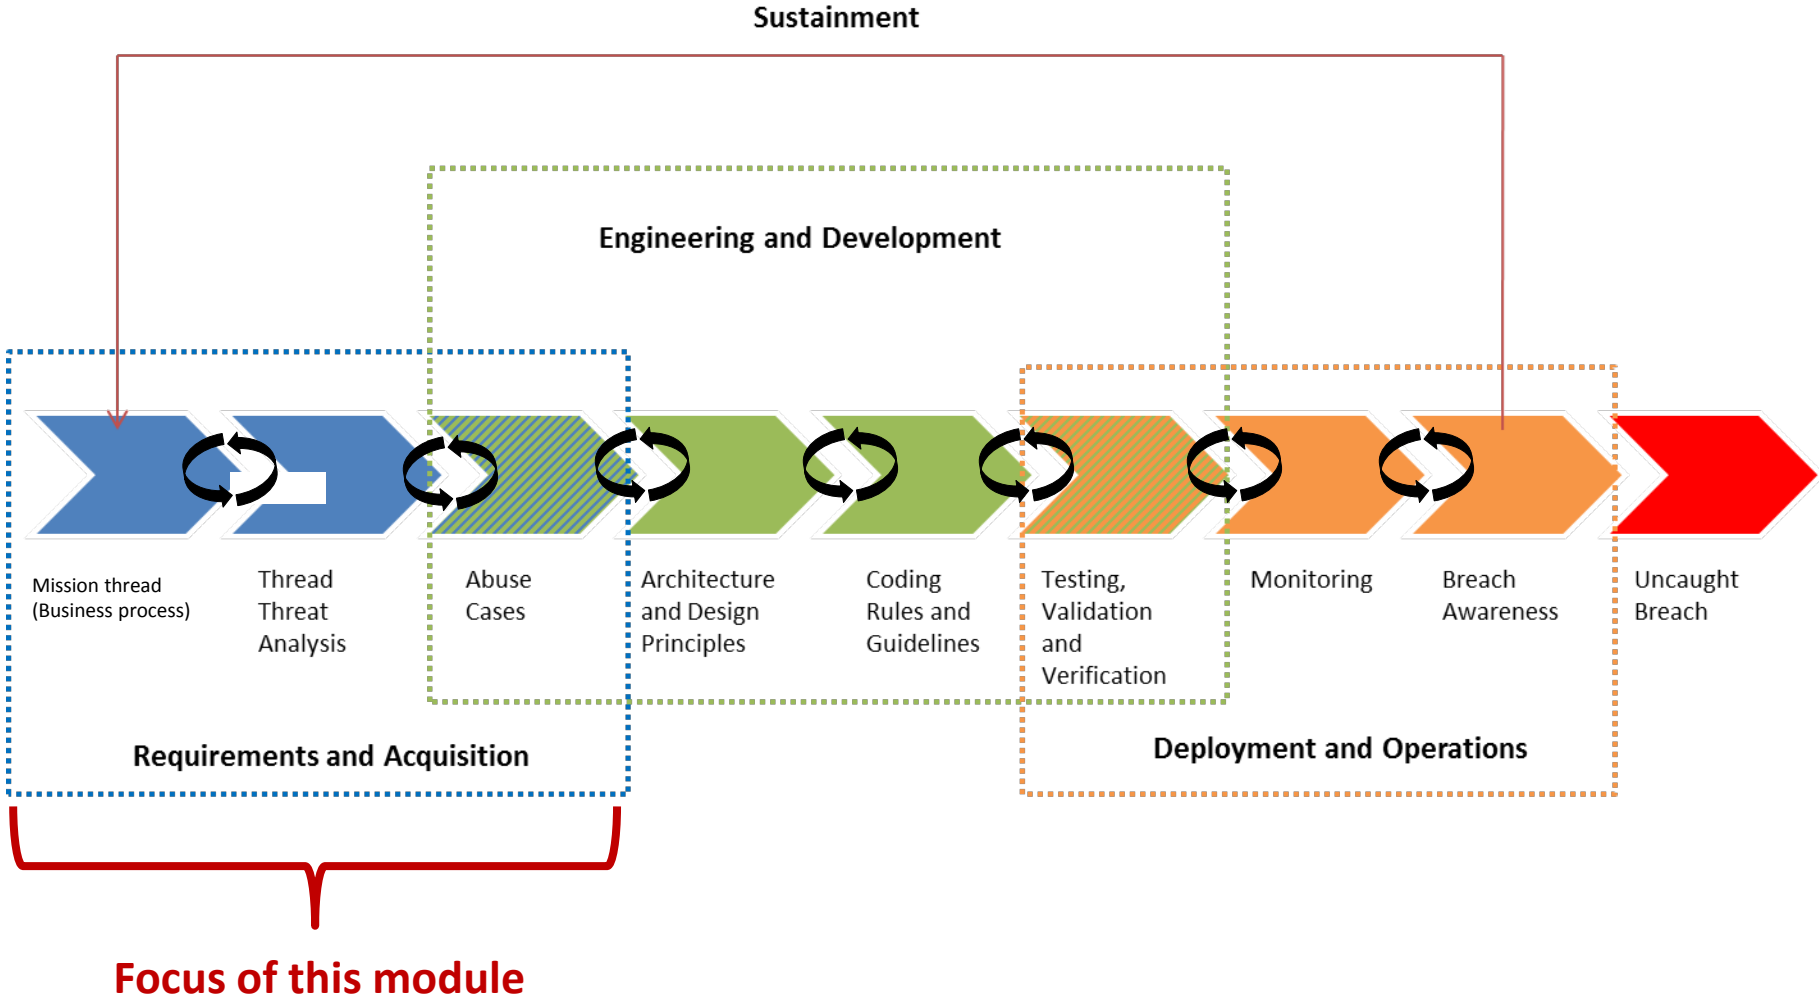 Sustainment
Engineering and Development
Mission thread
(Business process)
Thread
Threat
Analysis
Abuse
Cases
Architecture
and Design
Principles
Coding
Rules and
Guidelines
Testing,
Validation
and
Verification
Monitoring
Breach
Awareness
Uncaught
Breach
Requirements and Acquisition
Deployment and Operations
Focus of this module